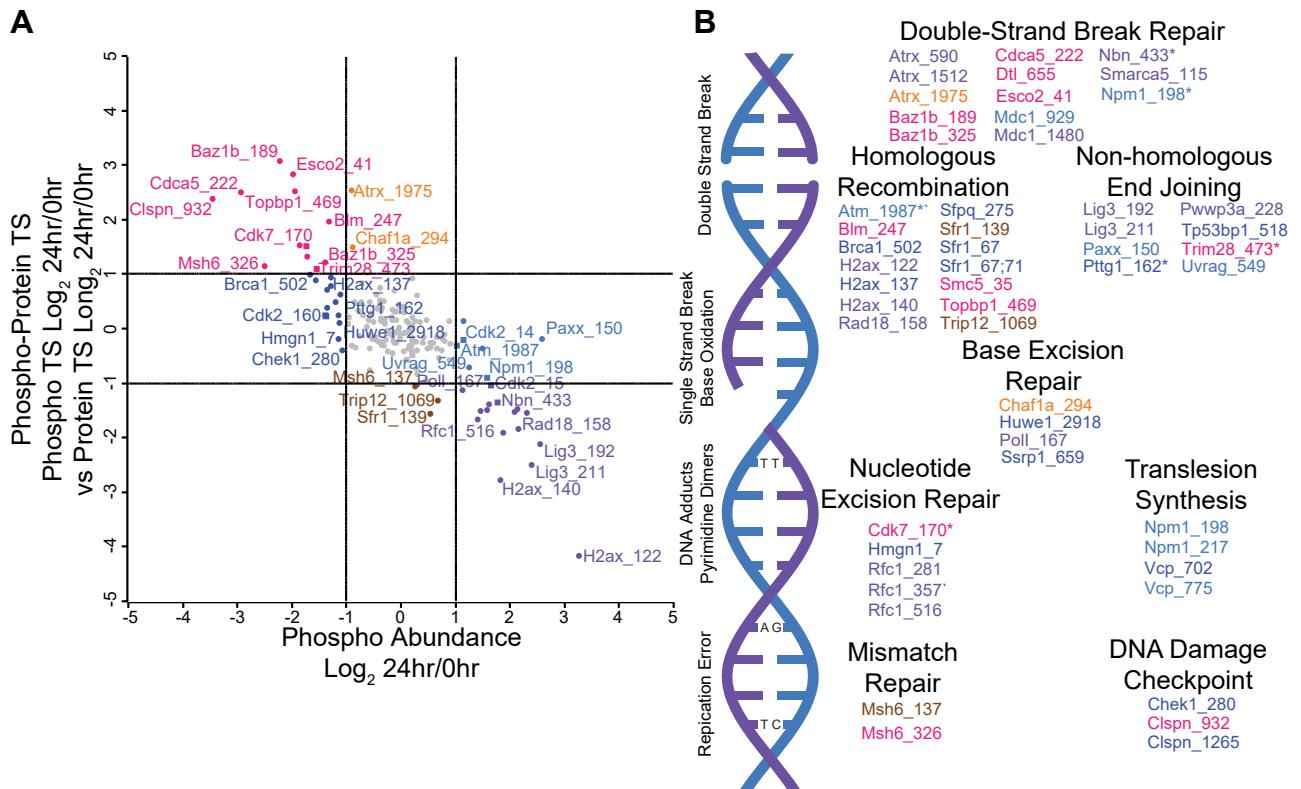 A
Phospho-Protein TS
Phospho TS Log2 24hr/0hr
vs Protein TS Long2 24hr/0hr
5
4
3
2
1
0
-1
-2
-3
-4
-5
Baz1b_189
Esco2_41
Cdca5_222
Atrx_1975
Clspn_932
Topbp1_469
Blm_247
Cdk7_170
Chaf1a_294
Baz1b_325
Msh6_326
Trim28_473
Brca1_502
H2ax_137
Cdk2_160
Pttg1_162
Hmgn1_7
Huwe1_2918
Chek1_280
Cdk2_14
Paxx_150
Atm_1987
Uvrag_549
Npm1_198
Msh6_137
Poll_167
Cdk2_15
Trip12_1069
Nbn_433
Sfr1_139
Rfc1_516
Rad18_158
Lig3_192
Lig3_211
H2ax_140
H2ax_122
-5 -4 -3 -2 -1 0 1 2 3 4 5
Phospho Abundance
Log2 24hr/0hr
B
Double Strand Break
Single Strand Break
Base Oxidation
DNA Adducts
Pyrimidine Dimers
Repication Error
T T
A G
T C
Double-Strand Break Repair
Atrx_590 Cdca5_222 Nbn_433*
Atrx_1512 Dtl_655 Smarca5_115
Atrx_1975 Esco2_41 Npm1_198*
Baz1b_189 Mdc1_929
Baz1b_325 Mdc1_1480
Homologous
Recombination
Atm_1987*` Sfpq_275
Blm_247 Sfr1_139
Brca1_502 Sfr1_67
H2ax_122 Sfr1_67;71
H2ax_137 Smc5_35
H2ax_140 Topbp1_469
Rad18_158 Trip12_1069
Non-homologous
End Joining
Lig3_192 Pwwp3a_228
Lig3_211 Tp53bp1_518
Paxx_150 Trim28_473*
Pttg1_162* Uvrag_549
Base Excision
Repair
Chaf1a_294
Huwe1_2918
Poll_167
Ssrp1_659
Nucleotide
Excision Repair
Cdk7_170*
Hmgn1_7
Rfc1_281
Rfc1_357`
Rfc1_516
Translesion
Synthesis
Npm1_198
Npm1_217
Vcp_702
Vcp_775
Mismatch
Repair
Msh6_137
Msh6_326
DNA Damage
Checkpoint
Chek1_280
Clspn_932
Clspn_1265